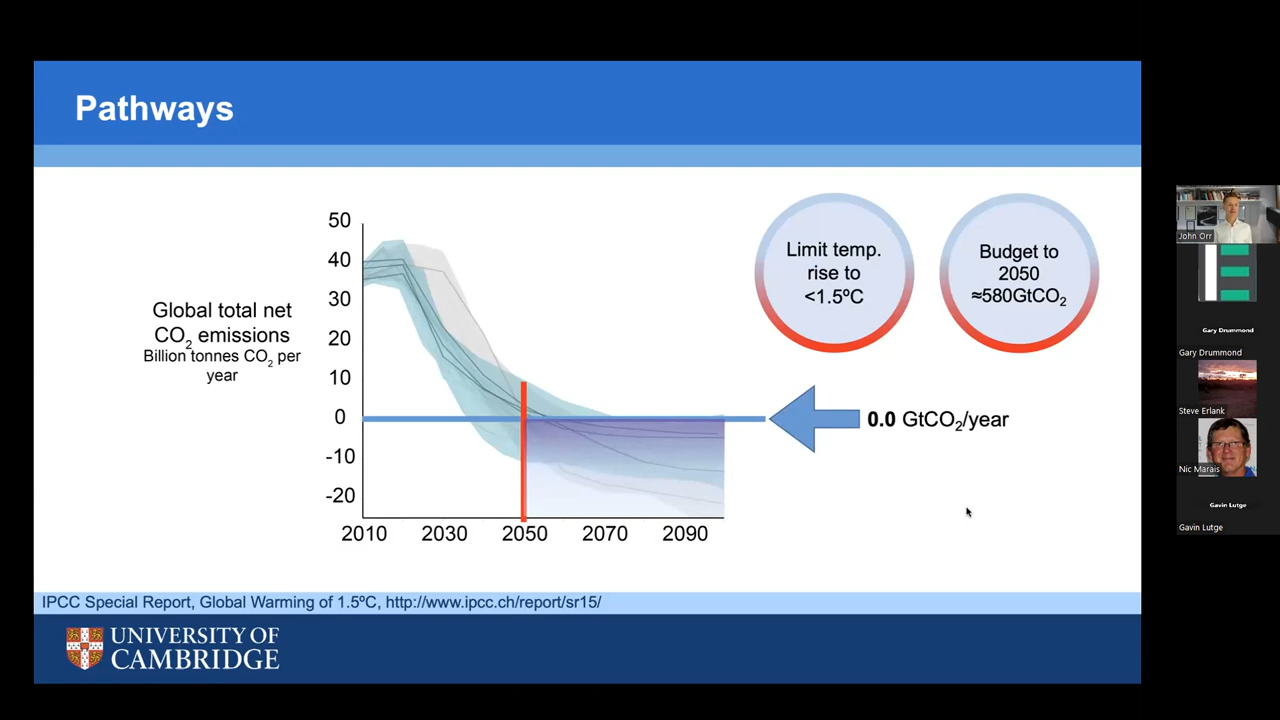 Pathways
50
40
30
20
10
0
-10
-20
2010 2030 2050 2070 2090
Global total net
CO₂ emissions
Billion tonnes CO₂ per
year
Limit temp.
rise to
<1.5ºC
Budget to
2050
≈580GtCO₂
0.0 GtCO₂/year
IPCC Special Report, Global Warming of 1.5ºC, http://www.ipcc.ch/report/sr15/
UNIVERSITY OF
CAMBRIDGE
John Orr
Gary Drummond
Gary Drummond
Steve Erlank
Nic Marais
Gavin Lutge
Gavin Lutge